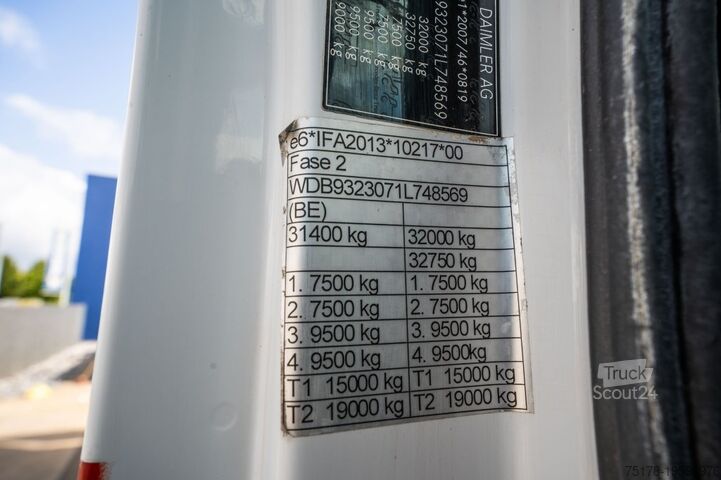 DAIMLER AG
*2007/46*0819
9323071L748569
32000 kg
32750 kg
7500 kg
7500 kg
9500 kg
9000 kg
e6*IFA2013*10217*00
Fase 2
WDB9323071L748569
(BE)
31400 kg 32000 kg
32750 kg
1. 7500 kg 1. 7500 kg
2. 7500 kg 2. 7500 kg
3. 9500 kg 3. 9500 kg
4. 9500 kg 4. 9500kg
T1 15000 kg T1 15000 kg
T2 19000 kg T2 19000 kg
Truck
Scout24